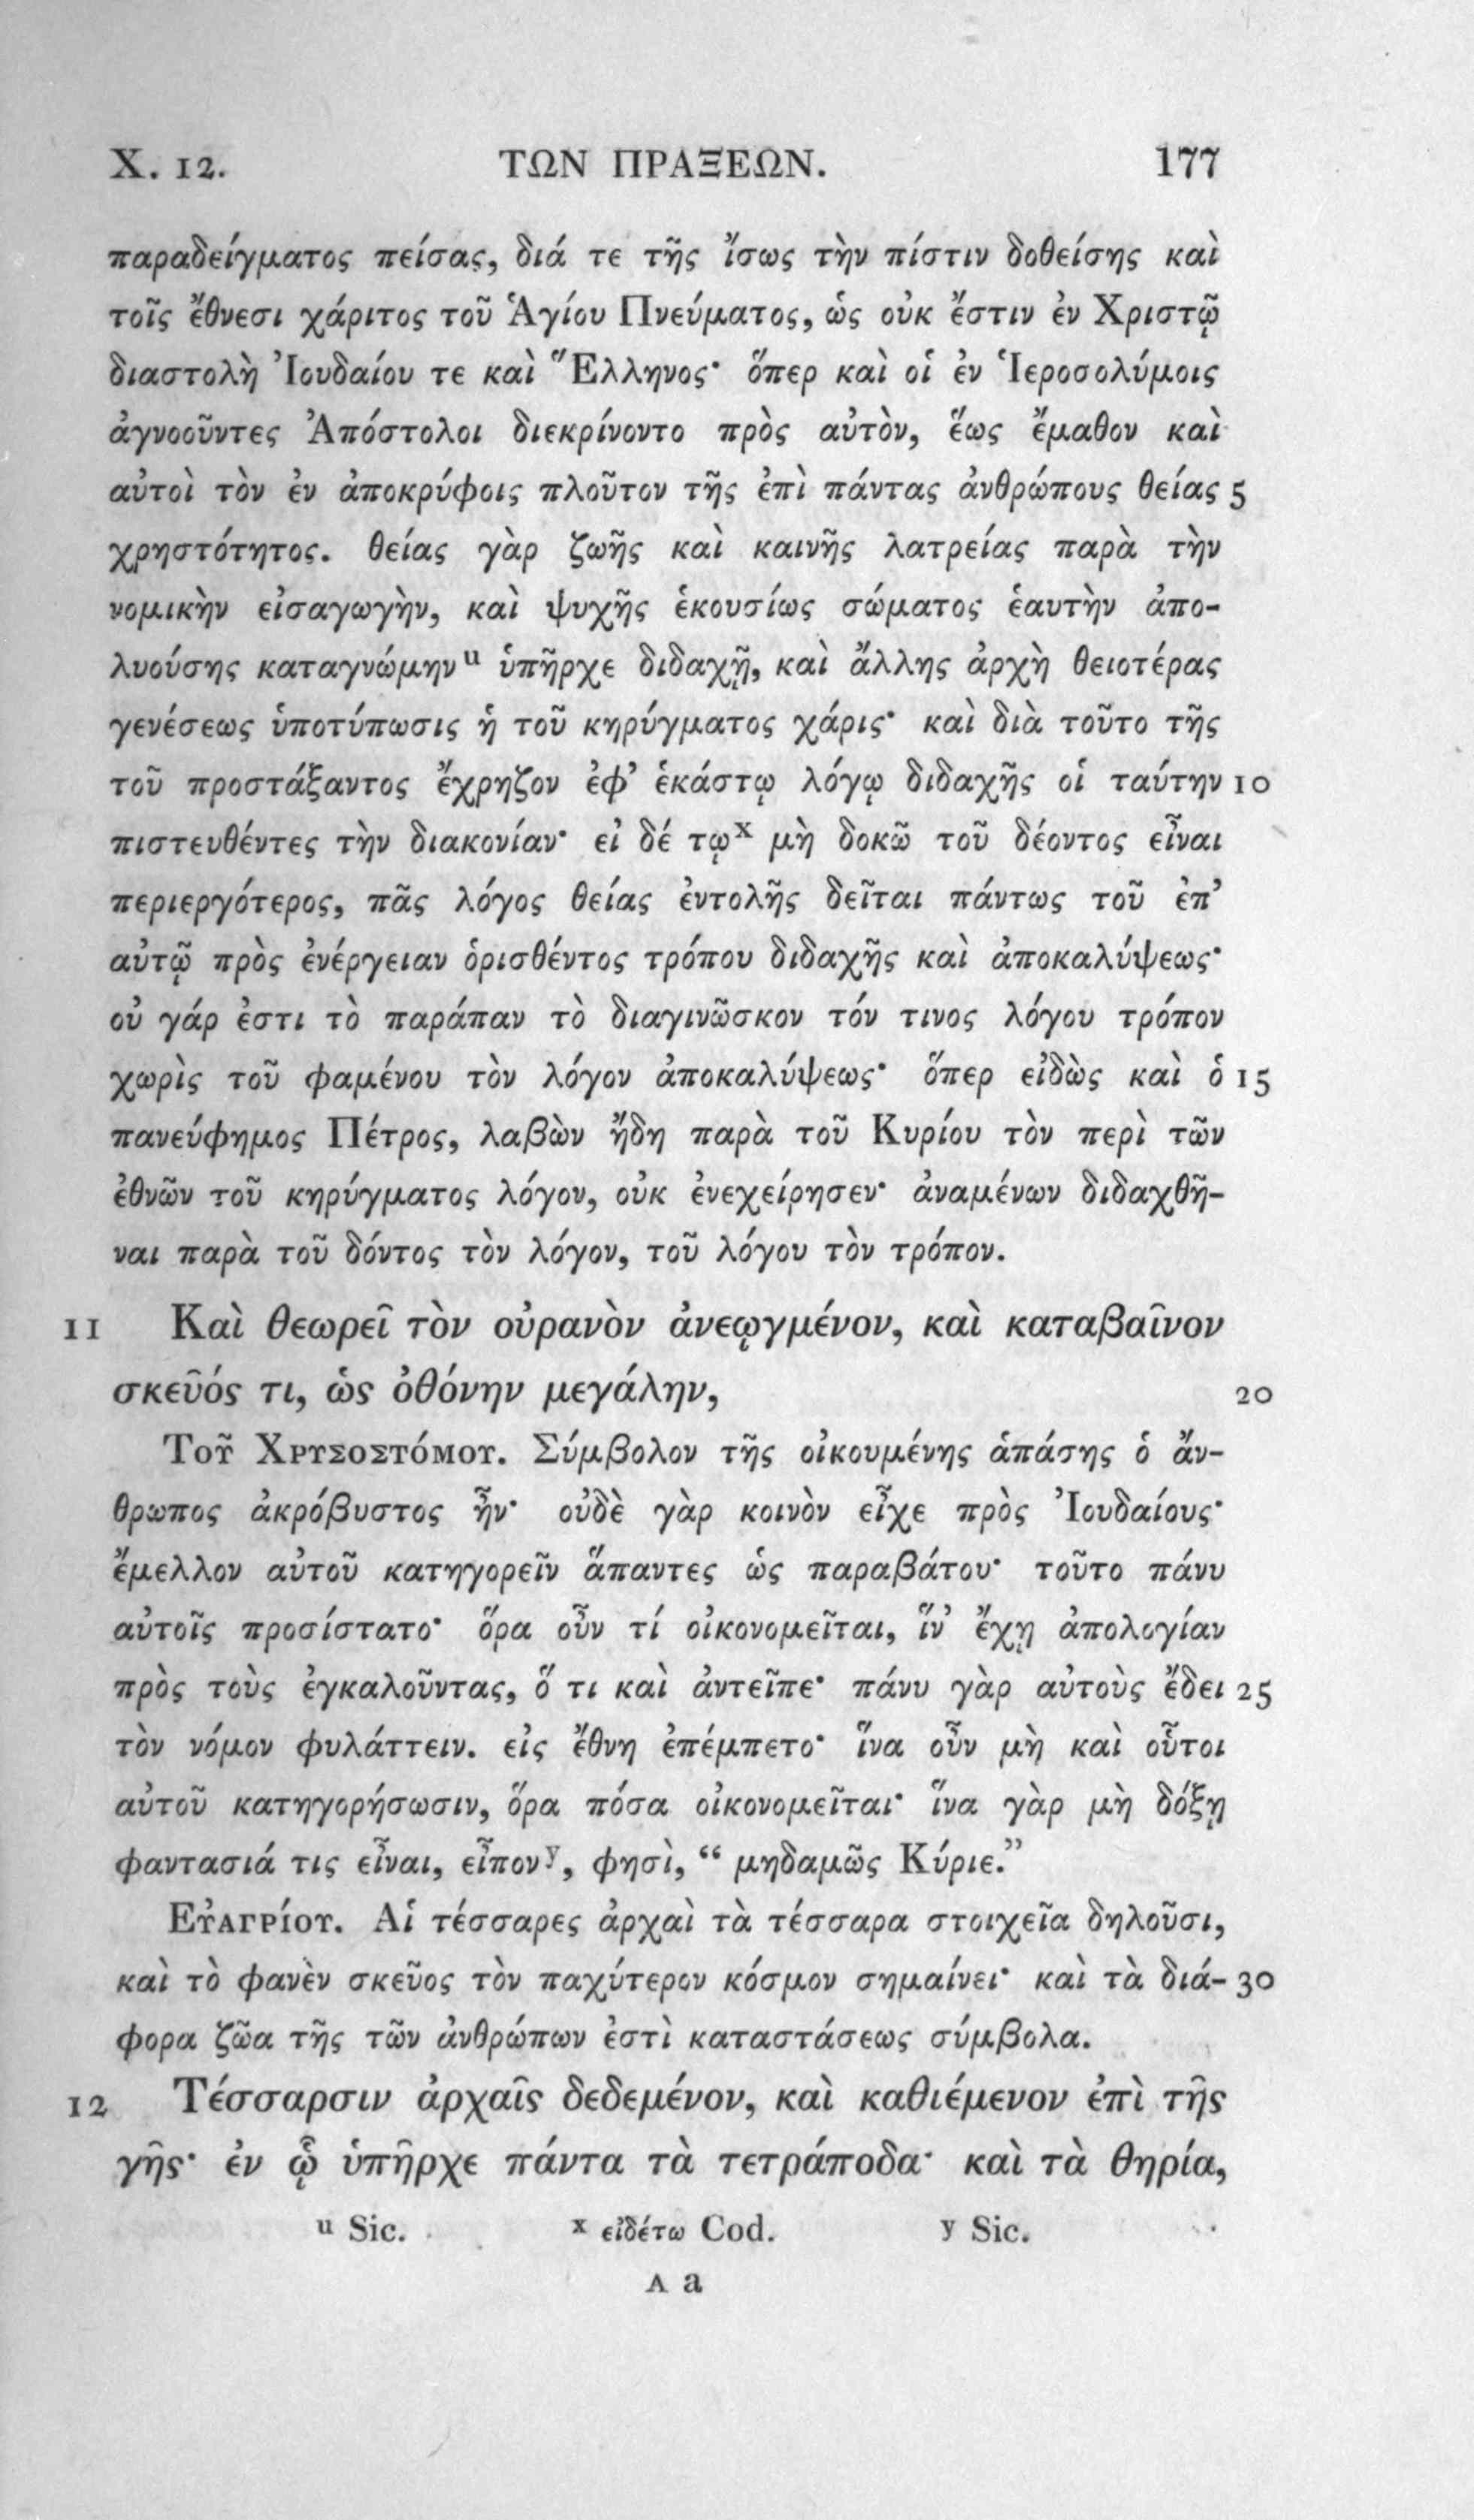 X. 12. ΤΩΝ ΠΡΑΞΕΩΝ. 177
παραδείγματος πείσας, διά τε τῆς ἴσως τὴν πίστιν δοθείσης καὶ
τοῖς ἔθνεσι χάριτος τοῦ Ἁγίου Πνεύματος, ὡς οὐκ ἔστιν ἐν Χριστῷ
διαστολὴ Ἰουδαίου τε καὶ Ἕλληνος· ὅπερ καὶ οἱ ἐν Ἱεροσολύμοις
ἀγνοοῦντες Ἀπόστολοι διεκρίνοντο πρὸς αὐτὸν, ἕως ἔμαθον καὶ
αὐτοὶ τὸν ἐν ἀποκρύφοις πλοῦτον τῆς ἐπὶ πάντας ἀνθρώπους θείας 5
χρηστότητος. θείας γὰρ ζωῆς καὶ καινῆς λατρείας παρὰ τὴν
νομικὴν εἰσαγωγὴν, καὶ ψυχῆς ἑκουσίως σώματος ἑαυτὴν ἀπο-
λυούσης καταγνώμην u ὑπῆρχε διδαχῇ, καὶ ἄλλης ἀρχὴ θειοτέρας
γενέσεως ὑποτύπωσις ἡ τοῦ κηρύγματος χάρις· καὶ διὰ τοῦτο τῆς
τοῦ προστάξαντος ἔχρηζον ἐφ’ ἑκάστῳ λόγῳ διδαχῆς οἱ ταύτην 10
πιστευθέντες τὴν διακονίαν· εἰ δέ τῳ x μὴ δοκῶ τοῦ δέοντος εἶναι
περιεργότερος, πᾶς λόγος θείας ἐντολῆς δεῖται πάντως τοῦ ἐπ’
αὐτῷ πρὸς ἐνέργειαν ὁρισθέντος τρόπου διδαχῆς καὶ ἀποκαλύψεως·
οὐ γάρ ἐστι τὸ παράπαν τὸ διαγινῶσκον τόν τινος λόγου τρόπον
χωρὶς τοῦ φαμένου τὸν λόγον ἀποκαλύψεως· ὅπερ εἰδὼς καὶ ὁ 15
πανεύφημος Πέτρος, λαβὼν ἤδη παρὰ τοῦ Κυρίου τὸν περὶ τῶν
ἐθνῶν τοῦ κηρύγματος λόγον, οὐκ ἐνεχείρησεν· ἀναμένων διδαχθῆ-
ναι παρὰ τοῦ δόντος τὸν λόγον, τοῦ λόγου τὸν τρόπον.
11 Καὶ θεωρεῖ τὸν οὐρανὸν ἀνεῳγμένον, καὶ καταβαῖνον
σκεῦός τι, ὡς ὀθόνην μεγάλην, 20
Τοῦ Χρυσοστόμου. Σύμβολον τῆς οἰκουμένης ἁπάσης ὁ ἄν-
θρωπος ἀκρόβυστος ἦν· οὐδὲ γὰρ κοινὸν εἶχε πρὸς Ἰουδαίους·
ἔμελλον αὐτοῦ κατηγορεῖν ἅπαντες ὡς παραβάτου· τοῦτο πάνυ
αὐτοῖς προσίστατο· ὅρα οὖν τί οἰκονομεῖται, ἵν’ ἔχῃ ἀπολογίαν
πρὸς τοὺς ἐγκαλοῦντας, ὅ τι καὶ ἀντεῖπε· πάνυ γὰρ αὐτοὺς ἔδει 25
τὸν νόμον φυλάττειν. εἰς ἔθνη ἐπέμπετο· ἵνα οὖν μὴ καὶ οὗτοι
αὐτοῦ κατηγορήσωσιν, ὅρα πόσα οἰκονομεῖται· ἵνα γὰρ μὴ δόξῃ
φαντασιά τις εἶναι, εἶπον y, φησὶ, “ μηδαμῶς Κύριε.”
Εὐαγρίου. Αἱ τέσσαρες ἀρχαὶ τὰ τέσσαρα στοιχεῖα δηλοῦσι,
καὶ τὸ φανὲν σκεῦος τὸν παχύτερον κόσμον σημαίνει· καὶ τὰ διά- 30
φορα ζῶα τῆς τῶν ἀνθρώπων ἐστὶ καταστάσεως σύμβολα.
12 Τέσσαρσιν ἀρχαῖς δεδεμένον, καὶ καθιέμενον ἐπὶ τῆς
γῆς· ἐν ᾧ ὑπῆρχε πάντα τὰ τετράποδα· καὶ τὰ θηρία,
u Sic. x εἰδέτω Cod. y Sic.
A a